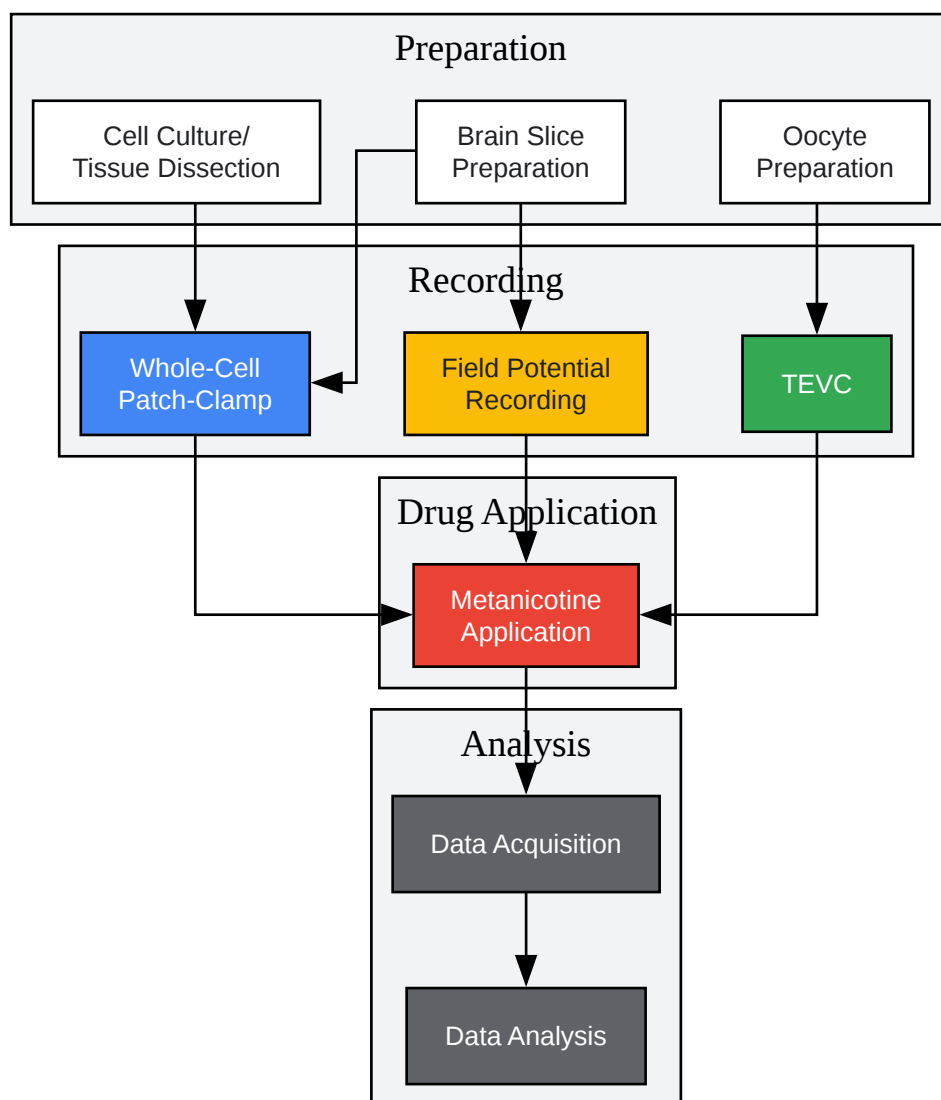 Preparation
Cell Culture/
Tissue Dissection
Brain Slice
Preparation
Oocyte
Preparation
Recording
Whole-Cell
Patch-Clamp
Field Potential
Recording
TEVC
Drug Application
Metanicotine
Application
Analysis
Data Acquisition
Data Analysis